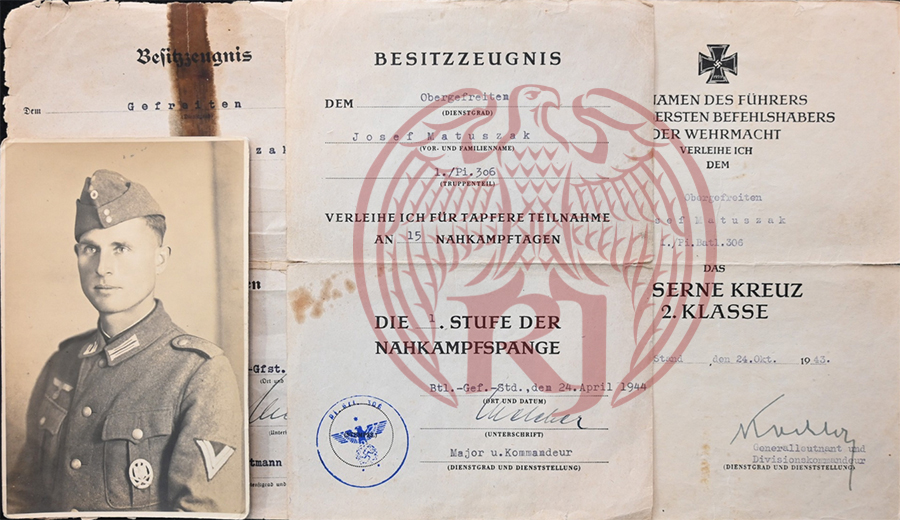 Besitzzeugnis
Dem Gefreiten
BESITZZEUGNIS
DEM Obergefreiten
(DIENSTGRAD)
Josef Matuszak
(VOR- UND FAMILIENNAME)
1./Pi.306
(TRUPPENTEIL)
VERLEIHE ICH FÜR TAPFERE TEILNAHME
AN 15 NAHKAMPFTAGEN
DIE 1. STUFE DER
NAHKAMPFSPANGE
Btl.-Gef.-Std., den 24.April 1944
(ORT UND DATUM)
(UNTERSCHRIFT)
Major u.Kommandeur
(DIENSTGRAD UND DIENSTSTELLUNG)
NAMEN DES FÜHRERS
ERSTEN BEFEHLSHABERS
DER WEHRMACHT
VERLEIHE ICH
DEM
Obergefreiten
sef Matuszak
1./Pi.Batl.306
DAS
SERNE KREUZ
2. KLASSE
Stand, den 24.Okt. 1943.
Generalleutnant und
Divisionskommandeur
(DIENSTGRAD UND DIENSTSTELLUNG)
RJ